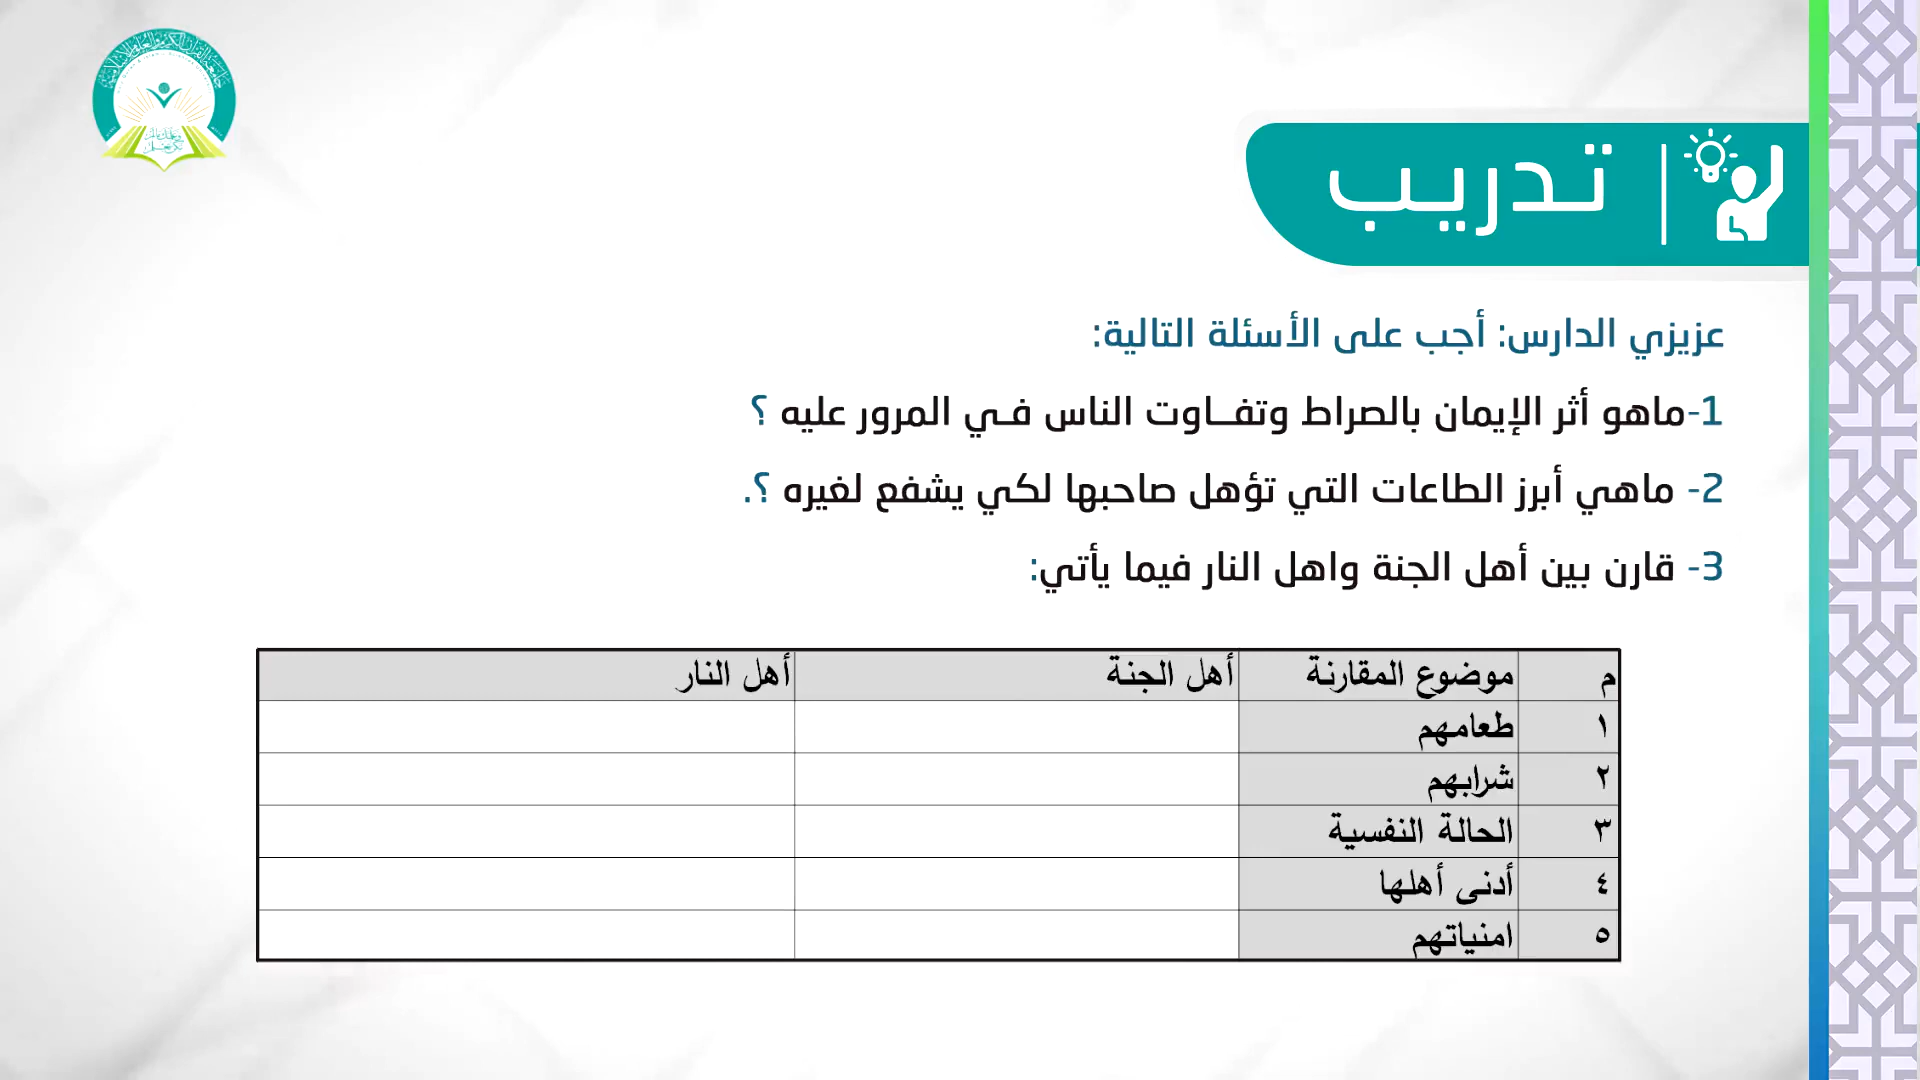 تدريب
عزيزي الدارس: أجب على الأسئلة التالية:
1-ماهو أثر الإيمان بالصراط وتفــاوت الناس فـي المرور عليه ؟
2- ماهي أبرز الطاعات التي تؤهل صاحبها لكي يشفع لغيره ؟.
3- قارن بين أهل الجنة واهل النار فيما يأتي:
م موضوع المقارنة أهل الجنة أهل النار
١ طعامهم
٢ شرابهم
٣ الحالة النفسية
٤ أدنى أهلها
٥ امنياتهم